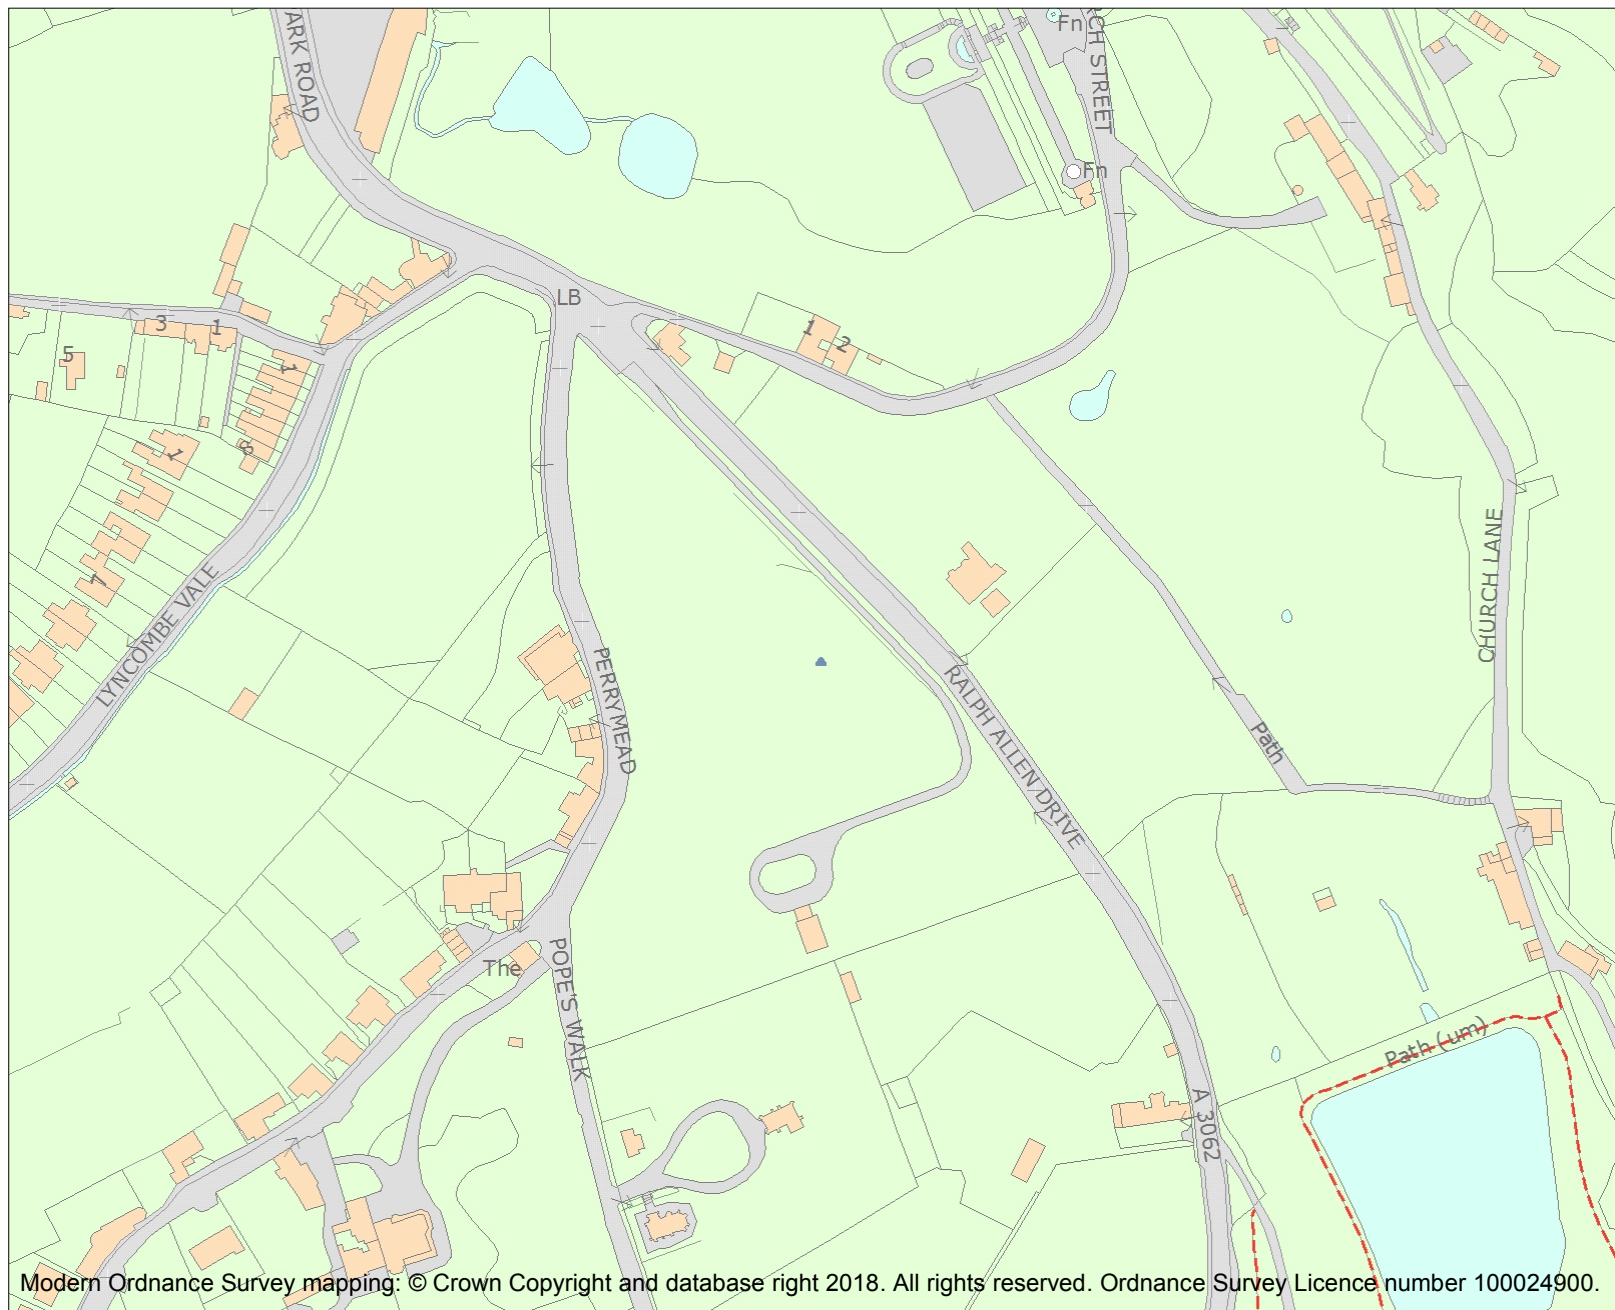 ARK ROAD
Fn
RCH STREET
Fn
LB
3
1
5
1
8
1
2
1
7
LYNCOMBE VALE
PERRYMEAD
RALPH ALLEN DRIVE
CHURCH LANE
Path
The
POPE'S WALK
Path (um)
A 3062
Modern Ordnance Survey mapping: © Crown Copyright and database right 2018. All rights reserved. Ordnance Survey Licence number 100024900.